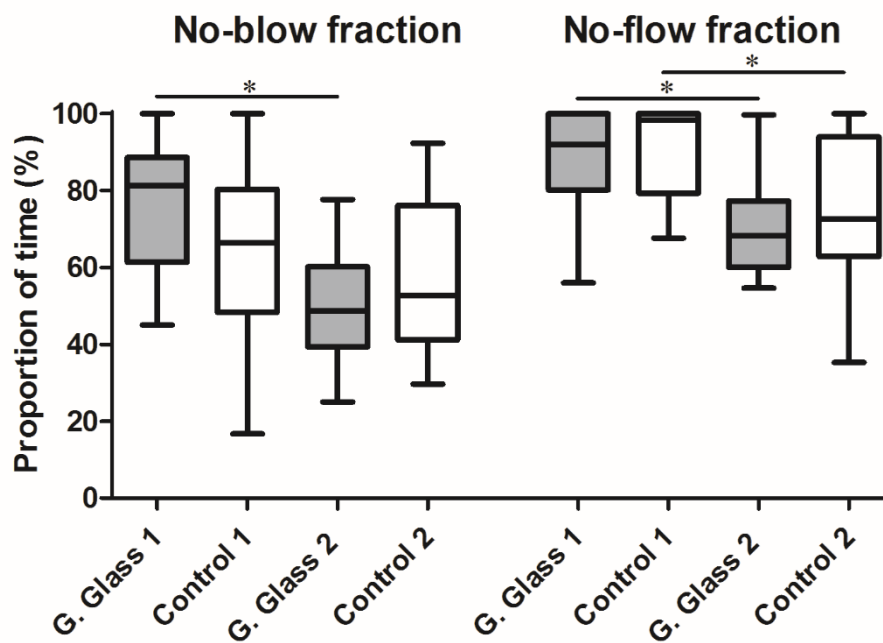 No-blow fraction
No-flow fraction
*
*
*
Proportion of time (%)
100
80
60
40
20
0
G. Glass 1
Control 1
G. Glass 2
Control 2
G. Glass 1
Control 1
G. Glass 2
Control 2